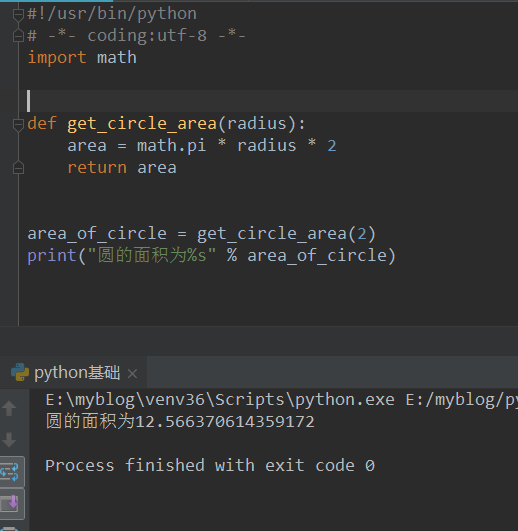 #!/usr/bin/python
# -*- coding:utf-8 -*-
import math
def get_circle_area(radius):
area = math.pi * radius * 2
return area
area_of_circle = get_circle_area(2)
print("圆的面积为%s" % area_of_circle)
python基础
E:\myblog\venv36\Scripts\python.exe E:/myblog/py
圆的面积为12.566370614359172
Process finished with exit code 0